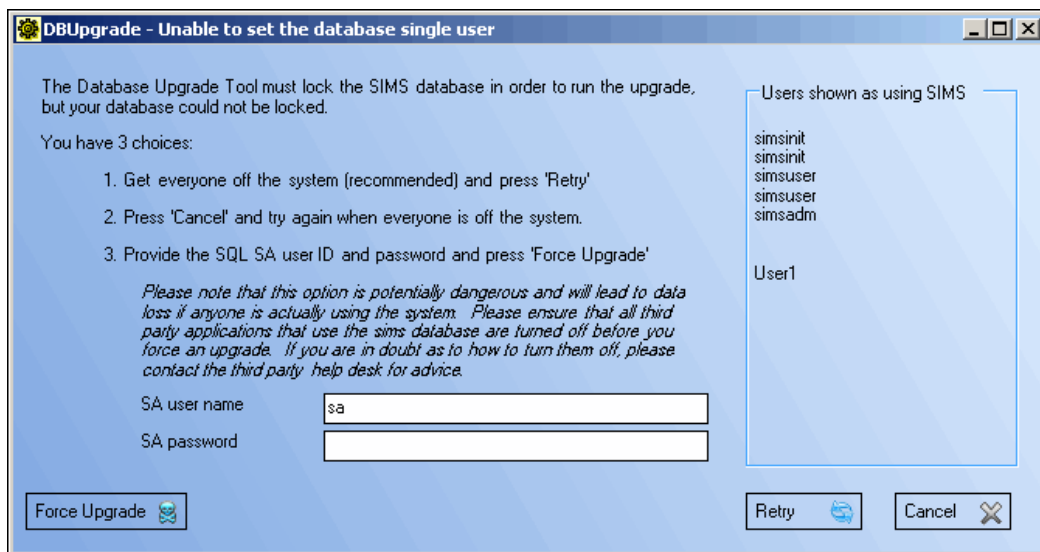 DBUpgrade - Unable to set the database single user
The Database Upgrade Tool must lock the SIMS database in order to run the upgrade,
but your database could not be locked.
You have 3 choices:
1. Get everyone off the system (recommended) and press 'Retry'
2. Press 'Cancel' and try again when everyone is off the system.
3. Provide the SQL SA user ID and password and press 'Force Upgrade'
Please note that this option is potentially dangerous and will lead to data
loss if anyone is actually using the system. Please ensure that all third
party applications that use the sims database are turned off before you
force an upgrade. If you are in doubt as to how to turn them off, please
contact the third party help desk for advice.
SA user name
sa
SA password
Users shown as using SIMS
simsinit
simsinit
simsuser
simsuser
simsadm
User1
Force Upgrade
Retry
Cancel